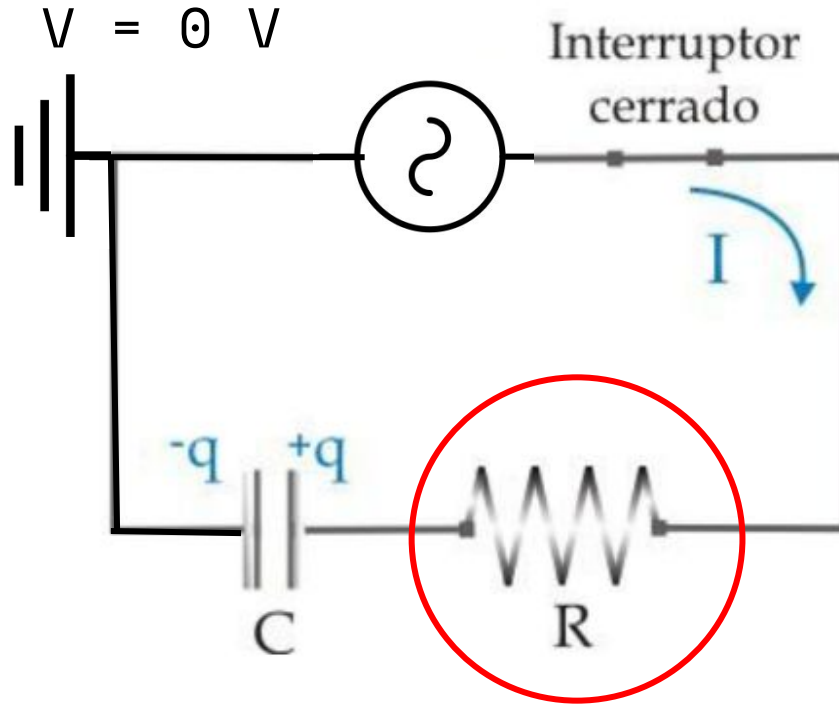 V = 0 V
Interruptor
cerrado
I
-q +q
C
R